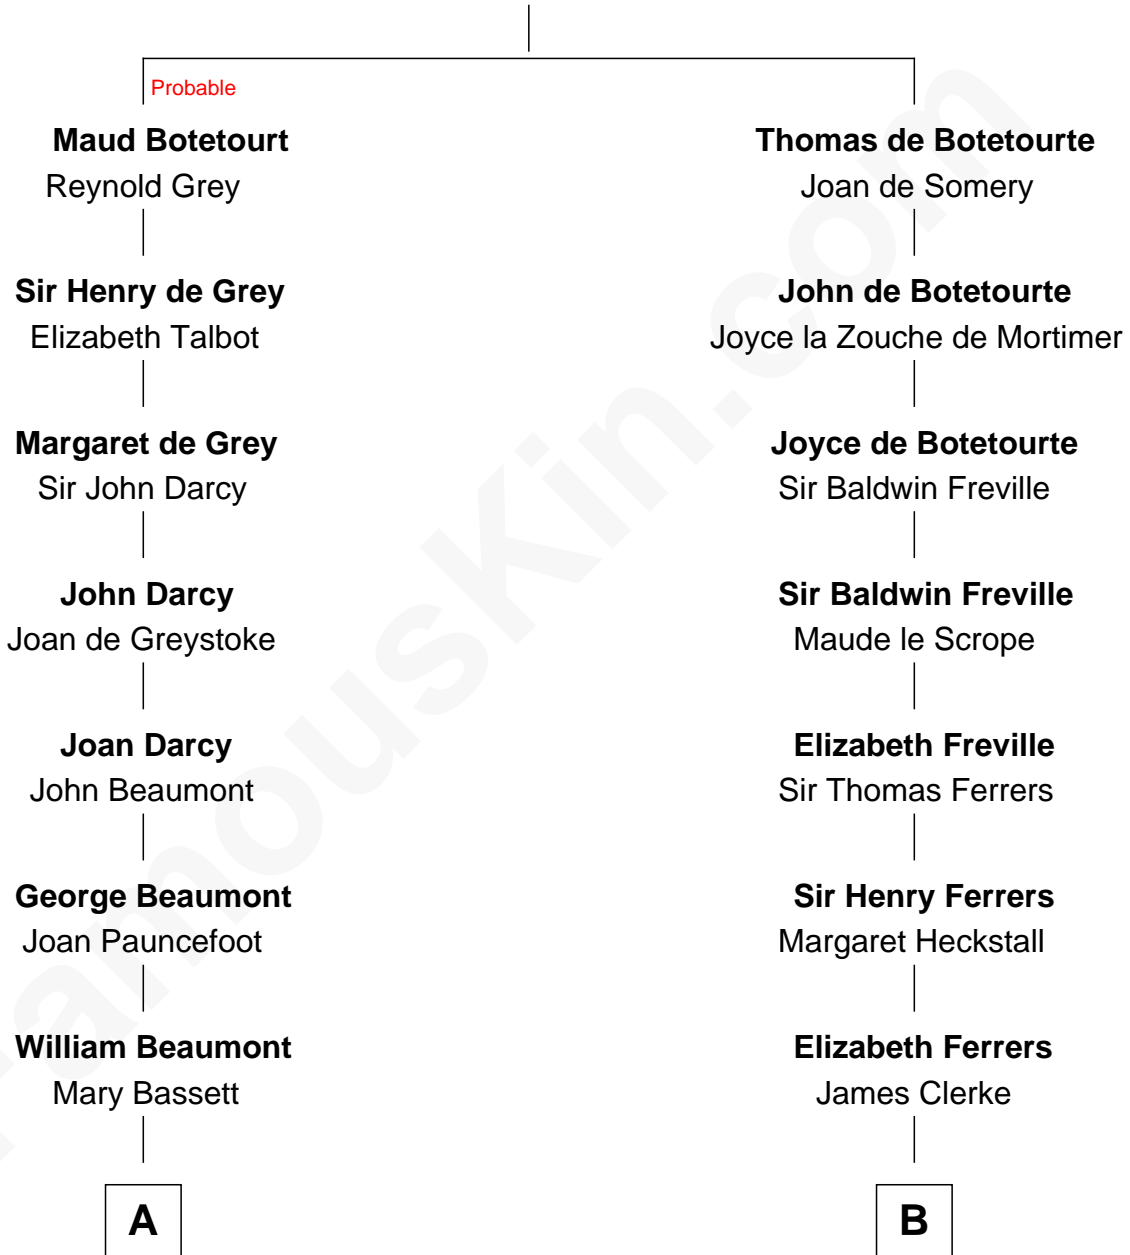 Probable
Maud Botetourt
Reynold Grey
Sir Henry de Grey
Elizabeth Talbot
Margaret de Grey
Sir John Darcy
John Darcy
Joan de Greystoke
Joan Darcy
John Beaumont
George Beaumont
Joan Pauncefoot
William Beaumont
Mary Bassett
A
Thomas de Botetourte
Joan de Somery
John de Botetourte
Joyce la Zouche de Mortimer
Joyce de Botetourte
Sir Baldwin Freville
Sir Baldwin Freville
Maude le Scrope
Elizabeth Freville
Sir Thomas Ferrers
Sir Henry Ferrers
Margaret Heckstall
Elizabeth Ferrers
James Clerke
B
FamousKin.com